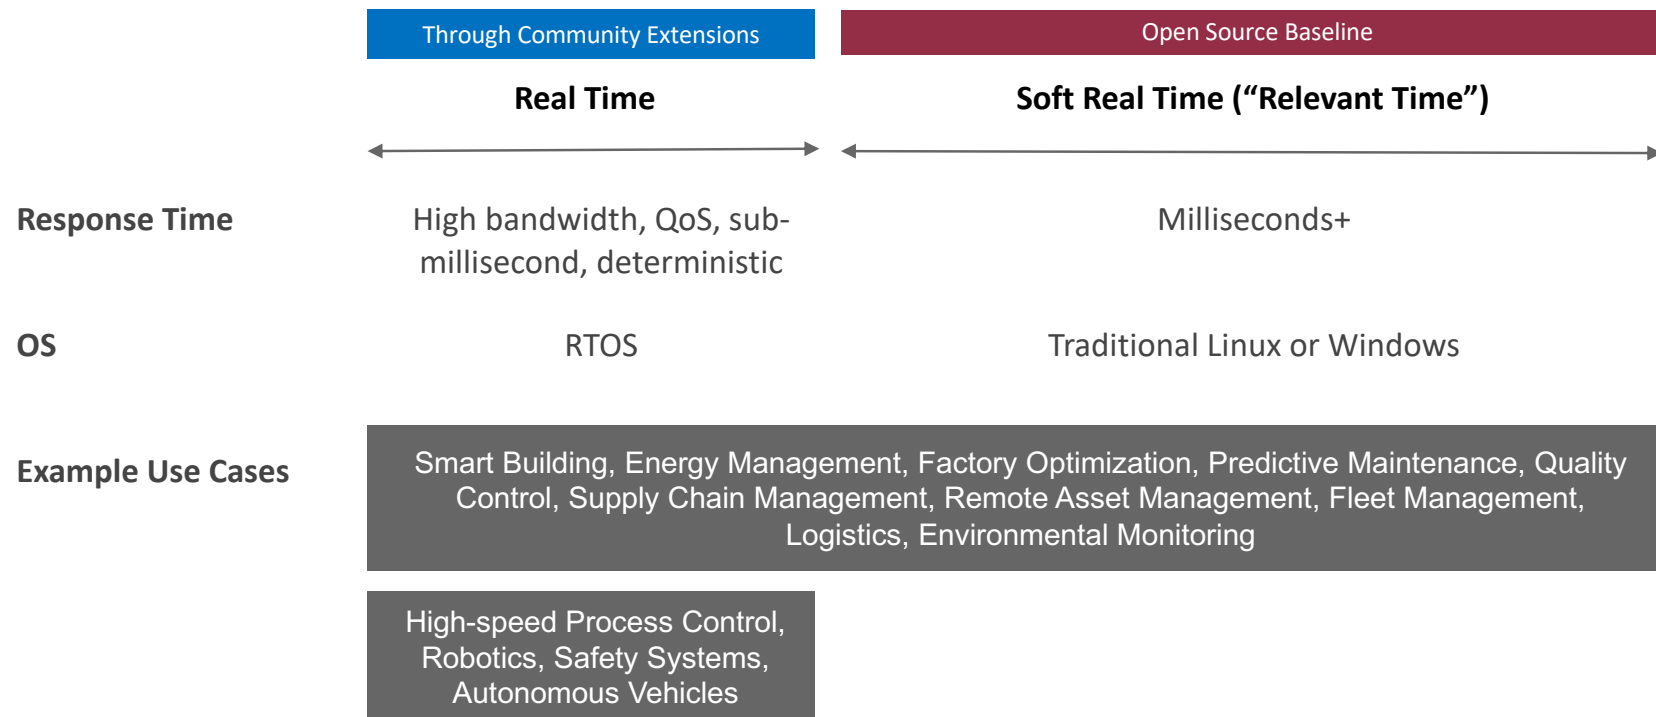 Through Community Extensions
Open Source Baseline
Real Time
Soft Real Time (“Relevant Time”)
Response Time
High bandwidth, QoS, sub-
millisecond, deterministic
Milliseconds+
OS
RTOS
Traditional Linux or Windows
Example Use Cases
Smart Building, Energy Management, Factory Optimization, Predictive Maintenance, Quality
Control, Supply Chain Management, Remote Asset Management, Fleet Management,
Logistics, Environmental Monitoring
High-speed Process Control,
Robotics, Safety Systems,
Autonomous Vehicles